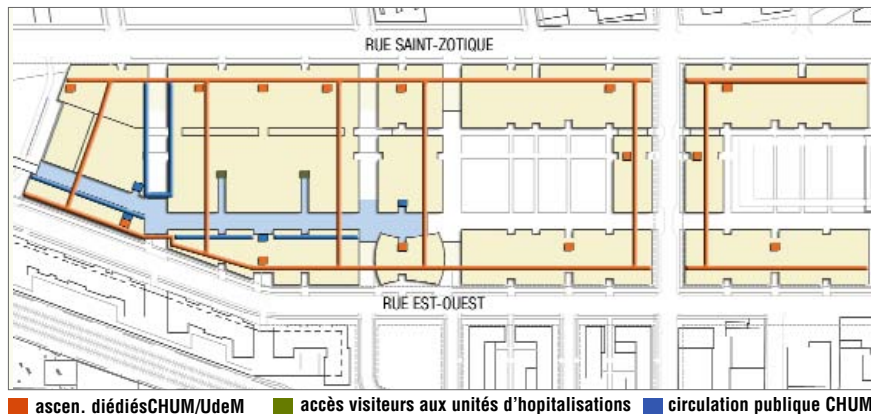 RUE SAINT-ZOTIQUE
RUE EST-OUEST
ascen. diédiésCHUM/UdeM accès visiteurs aux unités d'hopitalisations circulation publique CHUM